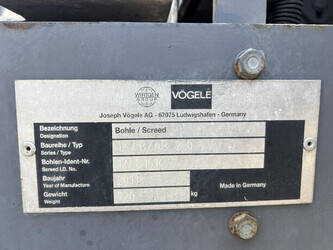 WIRTGEN GROUP
VÖGELE
Joseph Vögele AG - 67075 Ludwigshafen - Germany
Bezeichnung
Designation
Bohle / Screed
Baureihe / Typ
Series / Type
Bohlen-Ident-Nr.
Screed I.D. No.
Baujahr
Year of Manufacture
Made in Germany
Gewicht
Weight
kg